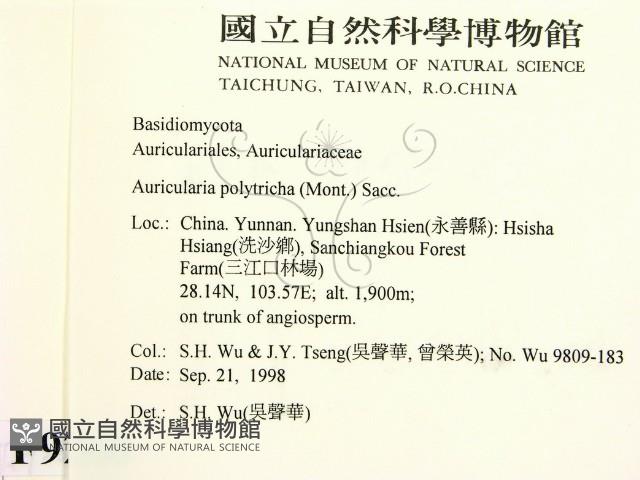 國立自然科學博物館
NATIONAL MUSEUM OF NATURAL SCIENCE
TAICHUNG, TAIWAN, R.O.CHINA
Basidiomycota
Auriculariales, Auriculariaceae
Auricularia polytricha (Mont.) Sacc.
Loc.: China. Yunnan. Yungshan Hsien(永善縣): Hsisha
Hsiang(洗沙鄉), Sanchiangkou Forest
Farm(三江口林場)
28.14N, 103.57E; alt. 1,900m;
on trunk of angiosperm.
Col.: S.H. Wu & J.Y. Tseng(吳聲華, 曾榮英); No. Wu 9809-183
Date: Sep. 21, 1998
Det.: S.H. Wu(吳聲華)
國立自然科學博物館
NATIONAL MUSEUM OF NATURAL SCIENCE